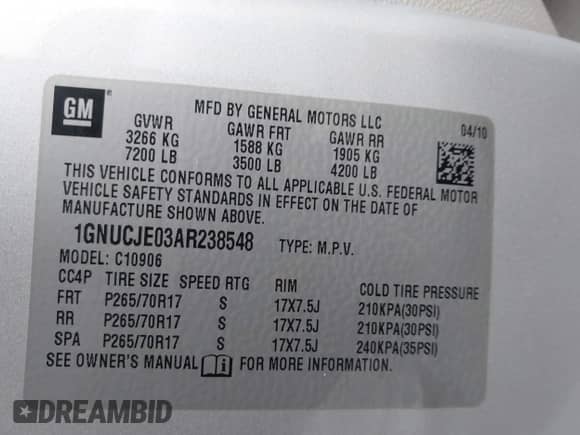 GM
MFD BY GENERAL MOTORS LLC 04/10
GVWR GAWR FRT GAWR RR
3266 KG 1588 KG 1905 KG
7200 LB 3500 LB 4200 LB
THIS VEHICLE CONFORMS TO ALL APPLICABLE U.S. FEDERAL MOTOR
VEHICLE SAFETY STANDARDS IN EFFECT ON THE DATE OF
MANUFACTURE SHOWN ABOVE.
1GNUCJE03AR238548 TYPE: M.P.V.
MODEL: C10906
CC4P TIRE SIZE SPEED RTG RIM COLD TIRE PRESSURE
FRT P265/70R17 S 17X7.5J 210KPA(30PSI)
RR P265/70R17 S 17X7.5J 210KPA(30PSI)
SPA P265/70R17 S 17X7.5J 240KPA(35PSI)
SEE OWNER'S MANUAL i FOR MORE INFORMATION.
DREAMBID